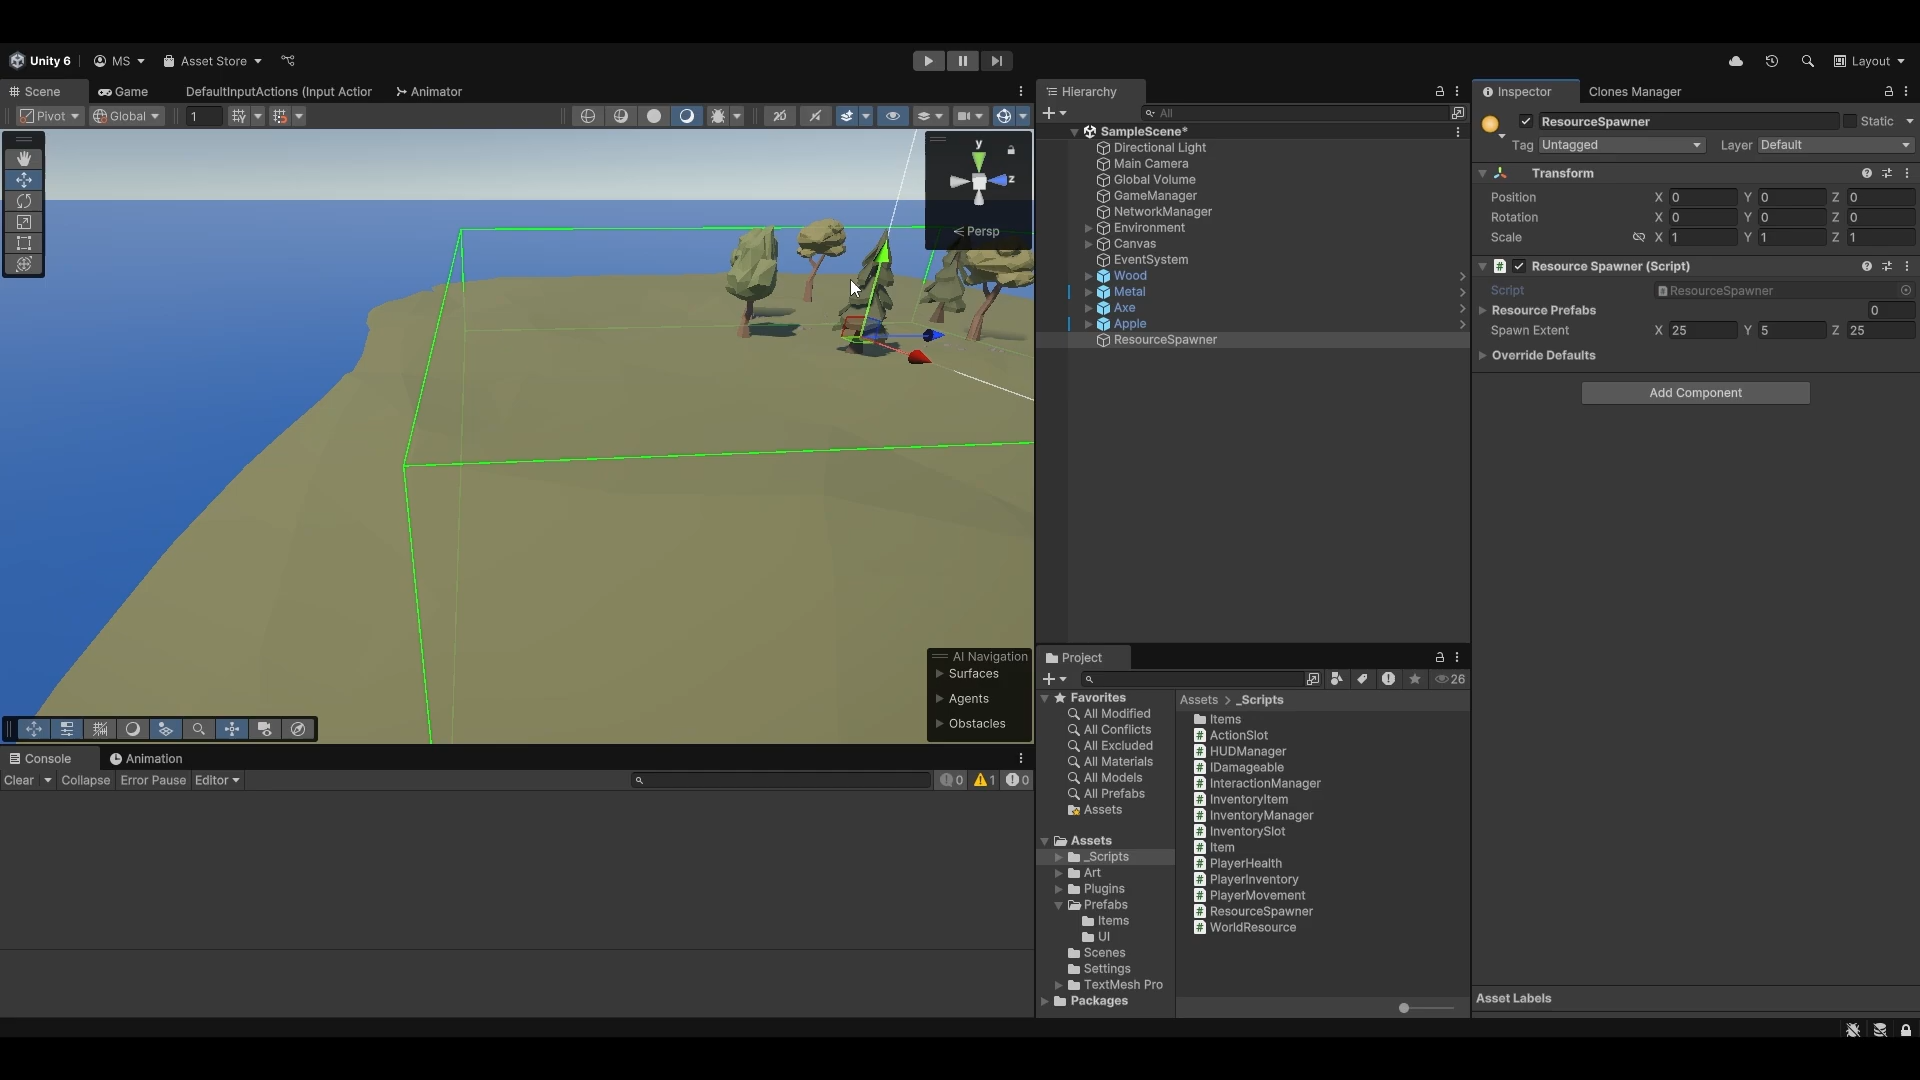 Unity 6
MS
Asset Store
Layout
Scene
Game
DefaultInputActions (Input Actior
Animator
Hierarchy
Inspector
Clones Manager
Pivot
Global
1
All
ResourceSpawner
Static
Tag
Untagged
Layer
Default
SampleScene*
Directional Light
Main Camera
Global Volume
GameManager
NetworkManager
Environment
Canvas
EventSystem
Wood
Metal
Axe
Apple
ResourceSpawner
y
z
Persp
Transform
Position
X 0 Y 0 Z 0
Rotation
X 0 Y 0 Z 0
Scale
X 1 Y 1 Z 1
Resource Spawner (Script)
Script
ResourceSpawner
Resource Prefabs
0
Spawn Extent
X 25 Y 5 Z 25
Override Defaults
Add Component
AI Navigation
Surfaces
Agents
Obstacles
Console
Animation
Clear
Collapse
Error Pause
Editor
0
1
0
Project
26
Favorites
All Modified
All Conflicts
All Excluded
All Materials
All Models
All Prefabs
Assets
Assets
_Scripts
Art
Plugins
Prefabs
Items
UI
Scenes
Settings
TextMesh Pro
Packages
Assets > _Scripts
Items
ActionSlot
HUDManager
IDamageable
InteractionManager
InventoryItem
InventoryManager
InventorySlot
Item
PlayerHealth
PlayerInventory
PlayerMovement
ResourceSpawner
WorldResource
Asset Labels